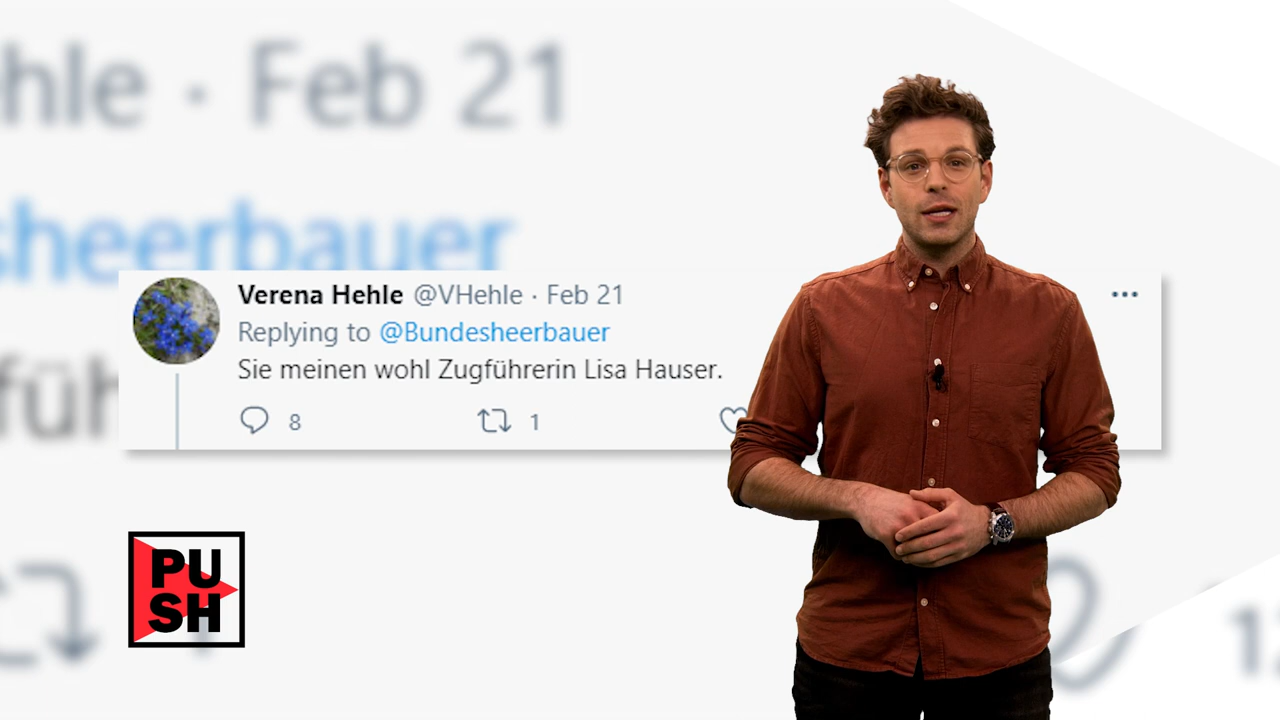 hle · Feb 21
sheerbauer
Verena Hehle @VHehle · Feb 21
Replying to @Bundesheerbauer
Sie meinen wohl Zugführerin Lisa Hauser.
8 1
füh
PU
SH